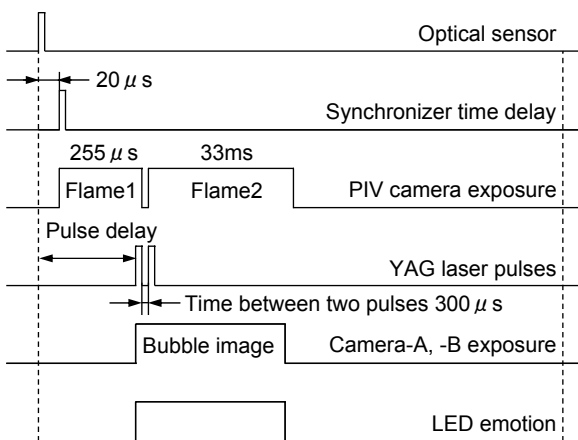 Optical sensor
20 μ s
Synchronizer time delay
255 μ s 33ms
Flame1 Flame2 PIV camera exposure
Pulse delay
YAG laser pulses
Time between two pulses 300 μ s
Bubble image Camera-A, -B exposure
LED emotion